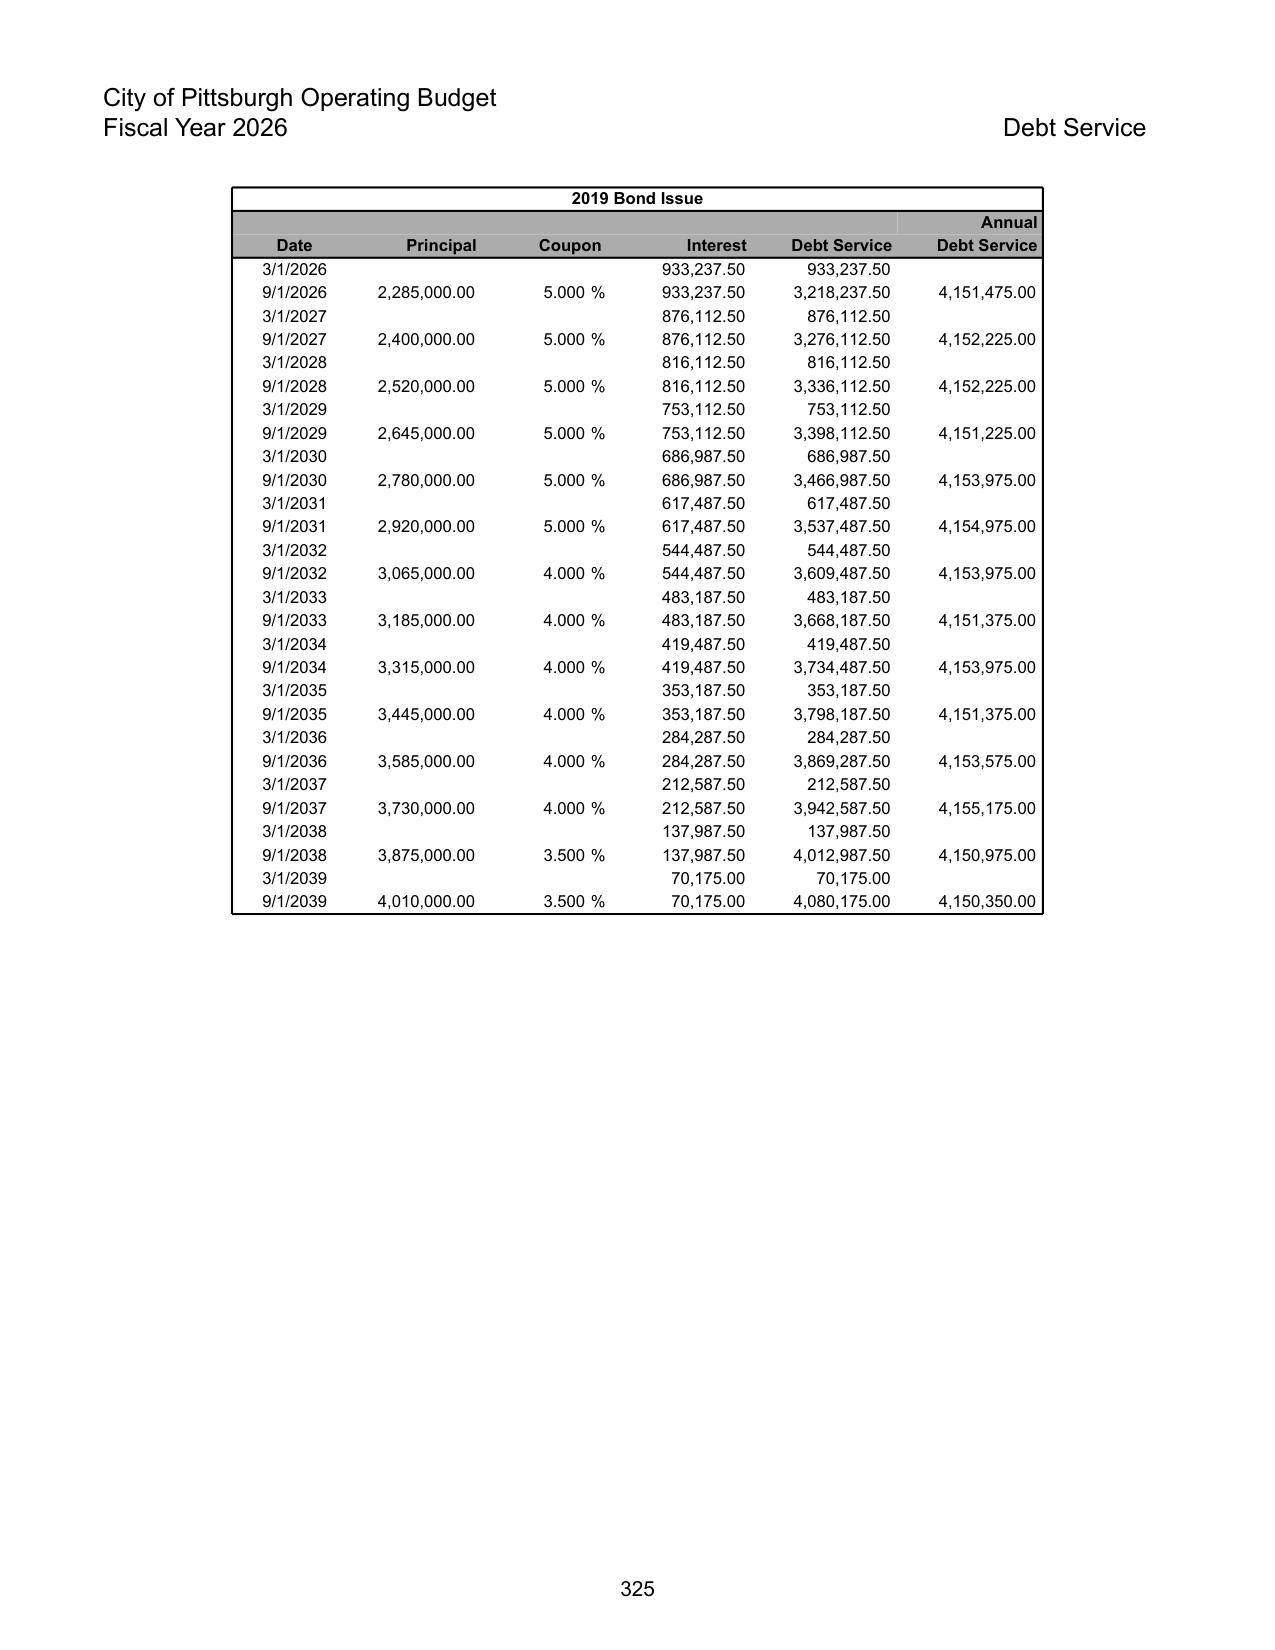 City of Pittsburgh Operating Budget
Fiscal Year 2026 Debt Service
2019 Bond Issue
Annual
Date Principal Coupon Interest Debt Service Debt Service
3/1/2026 933,237.50 933,237.50
9/1/2026 2,285,000.00 5.000 % 933,237.50 3,218,237.50 4,151,475.00
3/1/2027 876,112.50 876,112.50
9/1/2027 2,400,000.00 5.000 % 876,112.50 3,276,112.50 4,152,225.00
3/1/2028 816,112.50 816,112.50
9/1/2028 2,520,000.00 5.000 % 816,112.50 3,336,112.50 4,152,225.00
3/1/2029 753,112.50 753,112.50
9/1/2029 2,645,000.00 5.000 % 753,112.50 3,398,112.50 4,151,225.00
3/1/2030 686,987.50 686,987.50
9/1/2030 2,780,000.00 5.000 % 686,987.50 3,466,987.50 4,153,975.00
3/1/2031 617,487.50 617,487.50
9/1/2031 2,920,000.00 5.000 % 617,487.50 3,537,487.50 4,154,975.00
3/1/2032 544,487.50 544,487.50
9/1/2032 3,065,000.00 4.000 % 544,487.50 3,609,487.50 4,153,975.00
3/1/2033 483,187.50 483,187.50
9/1/2033 3,185,000.00 4.000 % 483,187.50 3,668,187.50 4,151,375.00
3/1/2034 419,487.50 419,487.50
9/1/2034 3,315,000.00 4.000 % 419,487.50 3,734,487.50 4,153,975.00
3/1/2035 353,187.50 353,187.50
9/1/2035 3,445,000.00 4.000 % 353,187.50 3,798,187.50 4,151,375.00
3/1/2036 284,287.50 284,287.50
9/1/2036 3,585,000.00 4.000 % 284,287.50 3,869,287.50 4,153,575.00
3/1/2037 212,587.50 212,587.50
9/1/2037 3,730,000.00 4.000 % 212,587.50 3,942,587.50 4,155,175.00
3/1/2038 137,987.50 137,987.50
9/1/2038 3,875,000.00 3.500 % 137,987.50 4,012,987.50 4,150,975.00
3/1/2039 70,175.00 70,175.00
9/1/2039 4,010,000.00 3.500 % 70,175.00 4,080,175.00 4,150,350.00
325